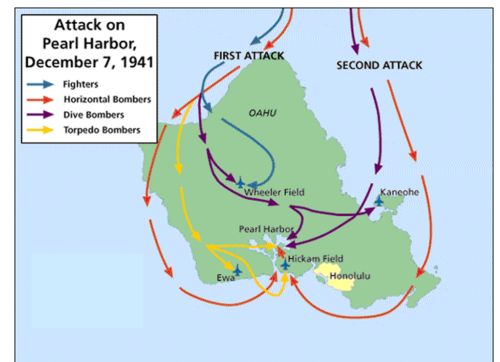 Attack on
Pearl Harbor,
December 7, 1941
Fighters
Horizontal Bombers
Dive Bombers
Torpedo Bombers
FIRST ATTACK
SECOND ATTACK
OAHU
Wheeler Field
Kaneohe
Pearl Harbor
Hickam Field
Ewa
Honolulu